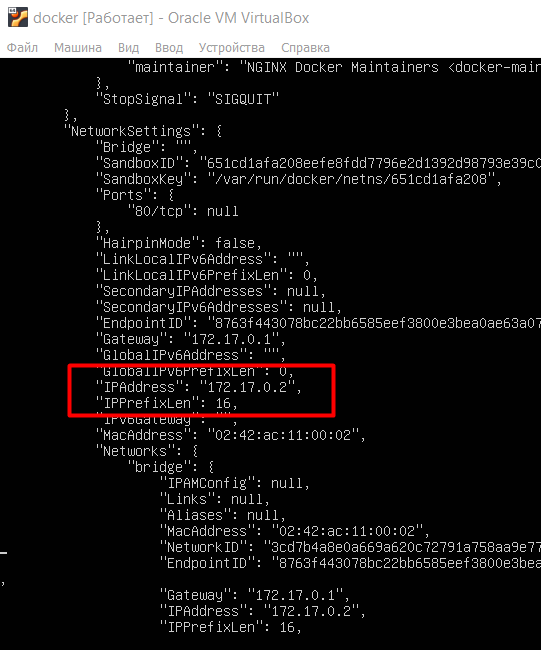 docker [Работает] - Oracle VM VirtualBox
Файл Машина Вид Ввод Устройства Справка
"maintainer": "NGINX Docker Maintainers <docker-main
},
"StopSignal": "SIGQUIT"
},
"NetworkSettings": {
"Bridge": "",
"SandboxID": "651cd1afa208eefe8fdd7796e2d1392d98793e39c0
"SandboxKey": "/var/run/docker/netns/651cd1afa208",
"Ports": {
"80/tcp": null
},
"HairpinMode": false,
"LinkLocalIPv6Address": "",
"LinkLocalIPv6PrefixLen": 0,
"SecondaryIPAddresses": null,
"SecondaryIPv6Addresses": null,
"EndpointID": "8763f443078bc22bb6585eef3800e3bea0ae63a07
"Gateway": "172.17.0.1",
"GlobalIPv6Address": "",
"GlobalIPv6PrefixLen": 0,
"IPAddress": "172.17.0.2",
"IPPrefixLen": 16,
"IPv6Gateway": "",
"MacAddress": "02:42:ac:11:00:02",
"Networks": {
"bridge": {
"IPAMConfig": null,
"Links": null,
"Aliases": null,
"MacAddress": "02:42:ac:11:00:02",
"NetworkID": "3cd7b4a8e0a669a620c72791a758aa9e77
"EndpointID": "8763f443078bc22bb6585eef3800e3bea
,
"Gateway": "172.17.0.1",
"IPAddress": "172.17.0.2",
"IPPrefixLen": 16,